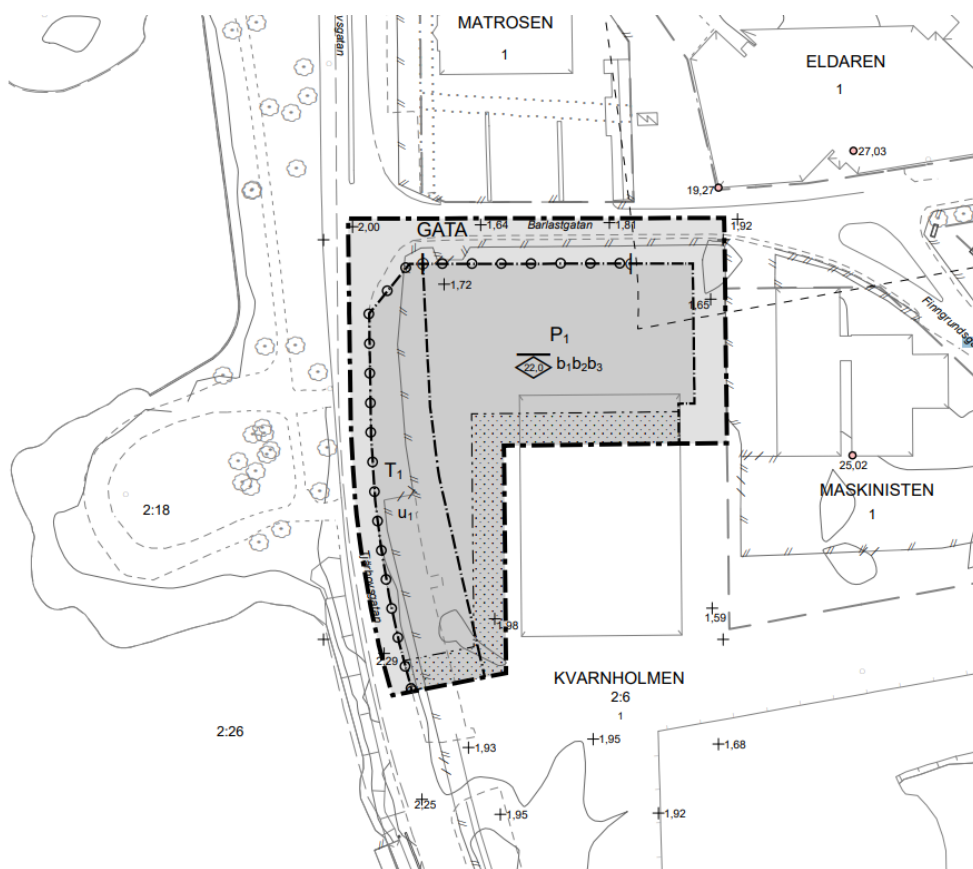 MATROSEN
1
ELDAREN
1
27,03
19,27
2,00
GATA
1,64
Barlastgatan
1,81
1,92
1,72
1,65
P1
22,0
b1b2b3
25,02
T1
MASKINISTEN
1
2:18
u1
1,59
1,98
2,29
KVARNHOLMEN
2:6
1
2:26
1,93
1,95
1,68
2,25
1,95
1,92